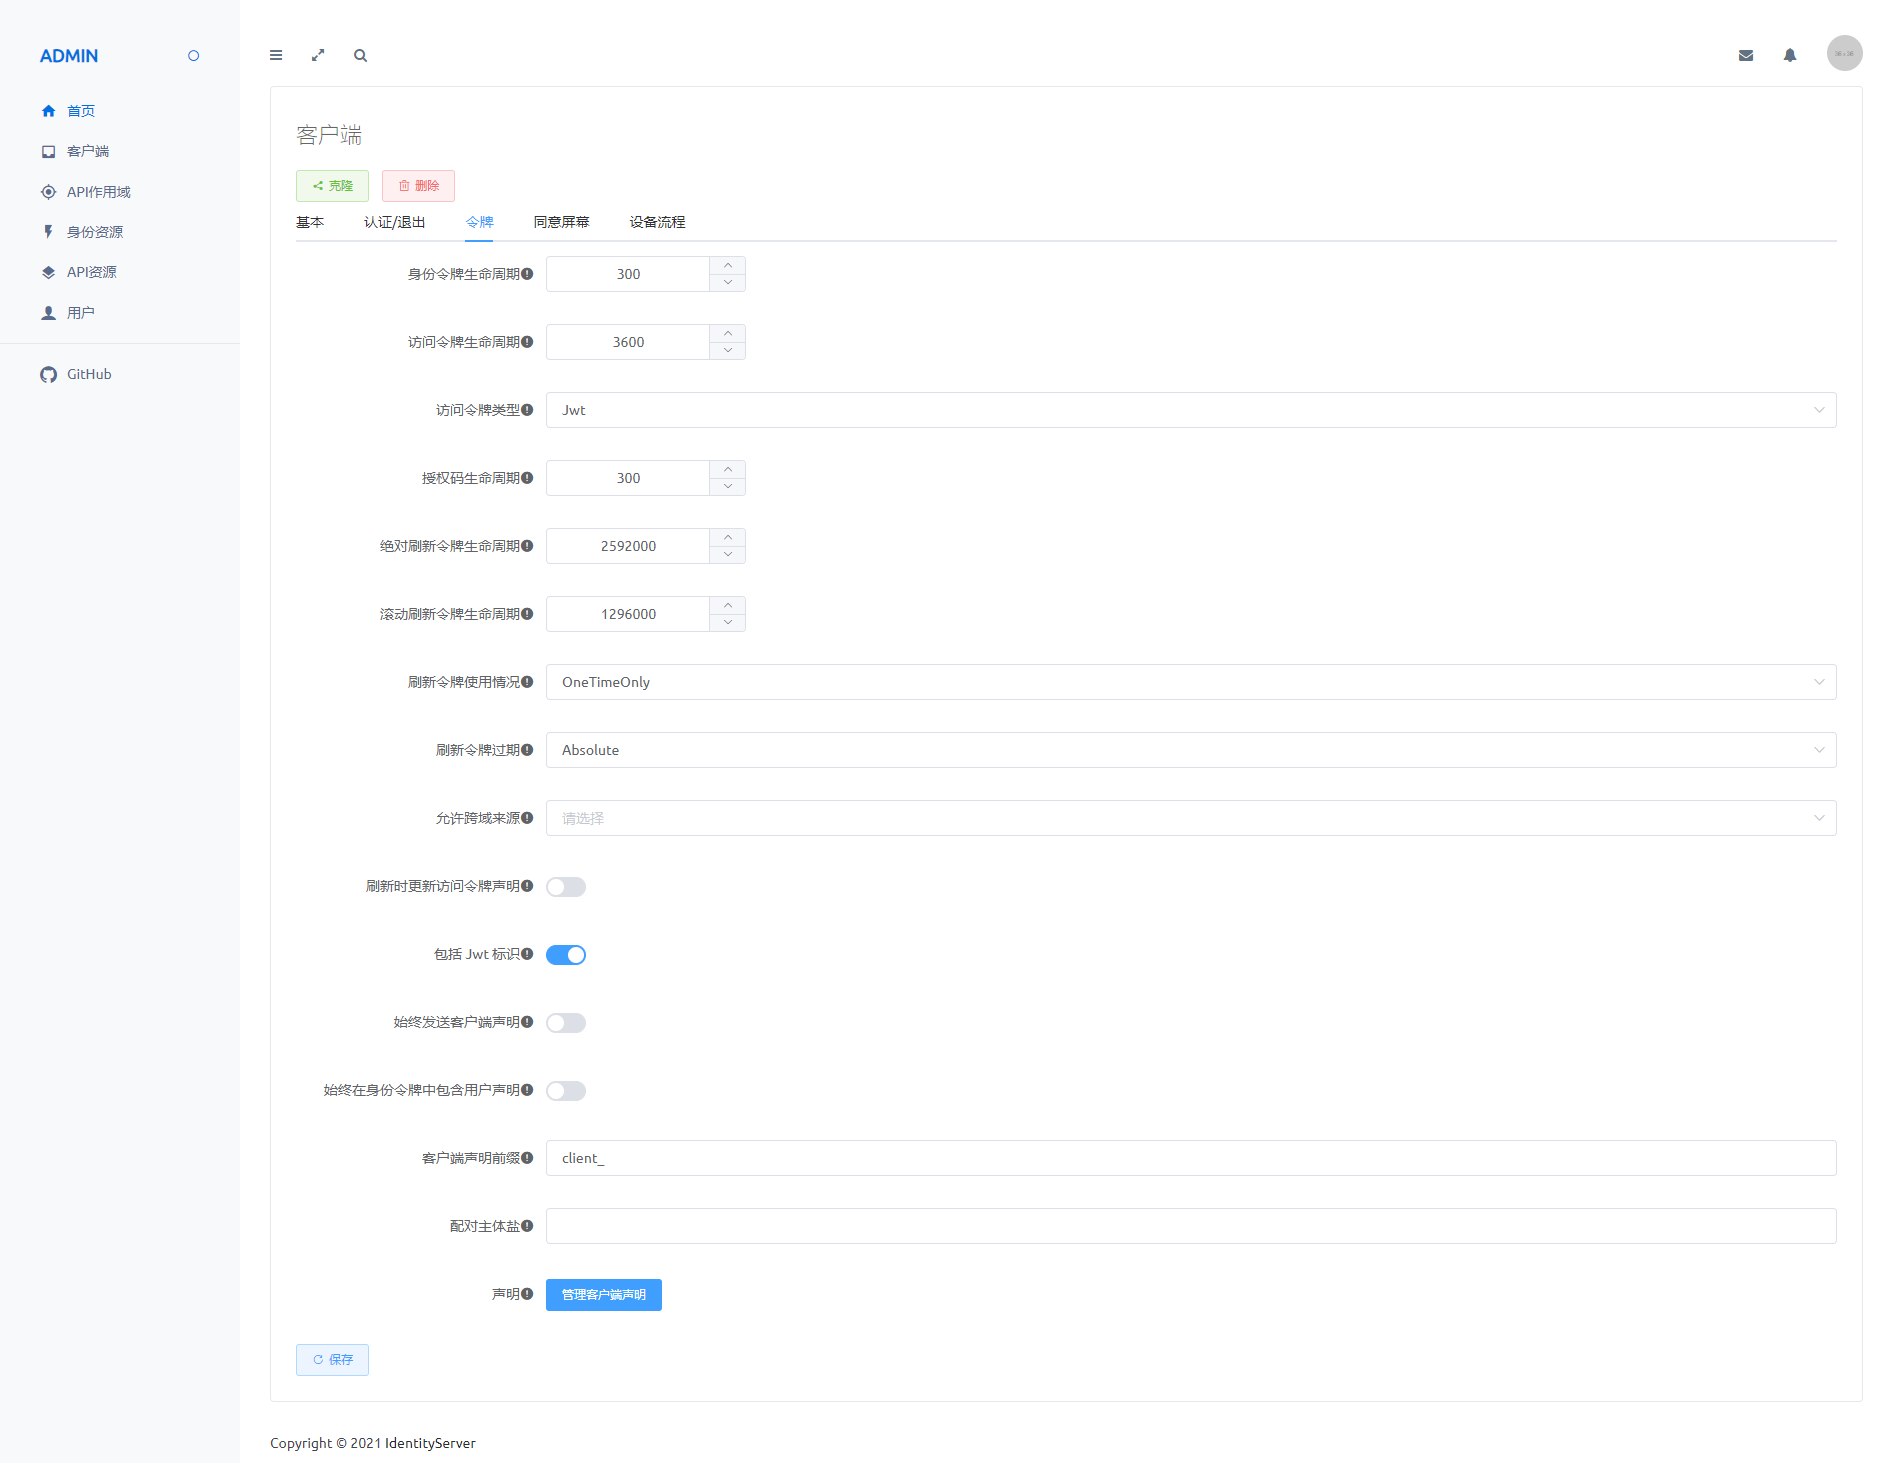 ADMIN
首页
客户端
API作用域
身份资源
API资源
用户
GitHub
客户端
克隆
删除
基本 认证/退出 令牌 同意屏幕 设备流程
身份令牌生命周期 300
访问令牌生命周期 3600
访问令牌类型 Jwt
授权码生命周期 300
绝对刷新令牌生命周期 2592000
滚动刷新令牌生命周期 1296000
刷新令牌使用情况 OneTimeOnly
刷新令牌过期 Absolute
允许跨域来源 请选择
刷新时更新访问令牌声明
包括 Jwt 标识
始终发送客户端声明
始终在身份令牌中包含用户声明
客户端声明前缀 client_
配对主体盐
声明 管理客户端声明
保存
Copyright © 2021 IdentityServer